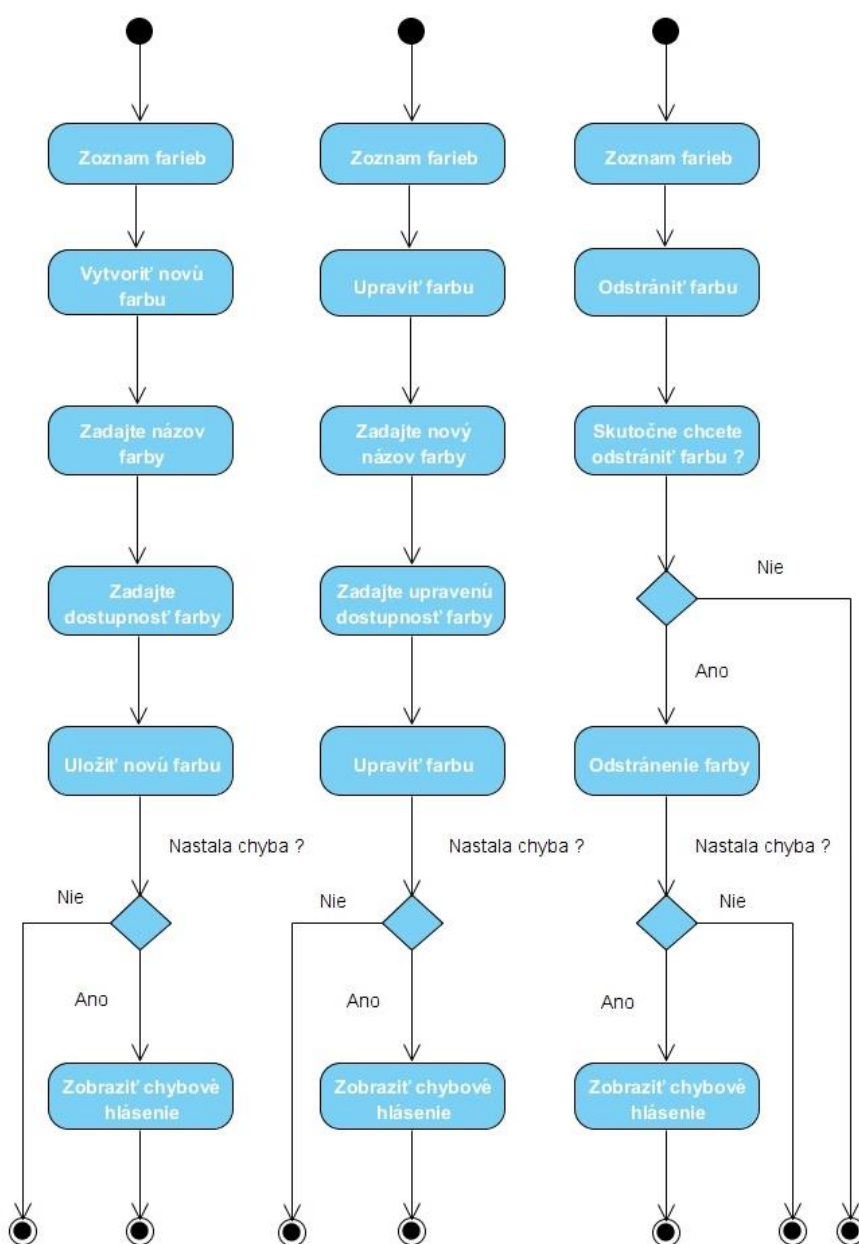 Zoznam farieb
Vytvoriť novú
farbu
Zadajte názov
farby
Zadajte
dostupnosť farby
Uložiť novú farbu
Nastala chyba ?
Nie
Ano
Zobraziť chybové
hlásenie
Zoznam farieb
Upraviť farbu
Zadajte nový
názov farby
Zadajte upravenú
dostupnosť farby
Upraviť farbu
Nastala chyba ?
Nie
Ano
Zobraziť chybové
hlásenie
Zoznam farieb
Odstrániť farbu
Skutočne chcete
odstrániť farbu ?
Nie
Ano
Odstránenie farby
Nastala chyba ?
Nie
Ano
Zobraziť chybové
hlásenie